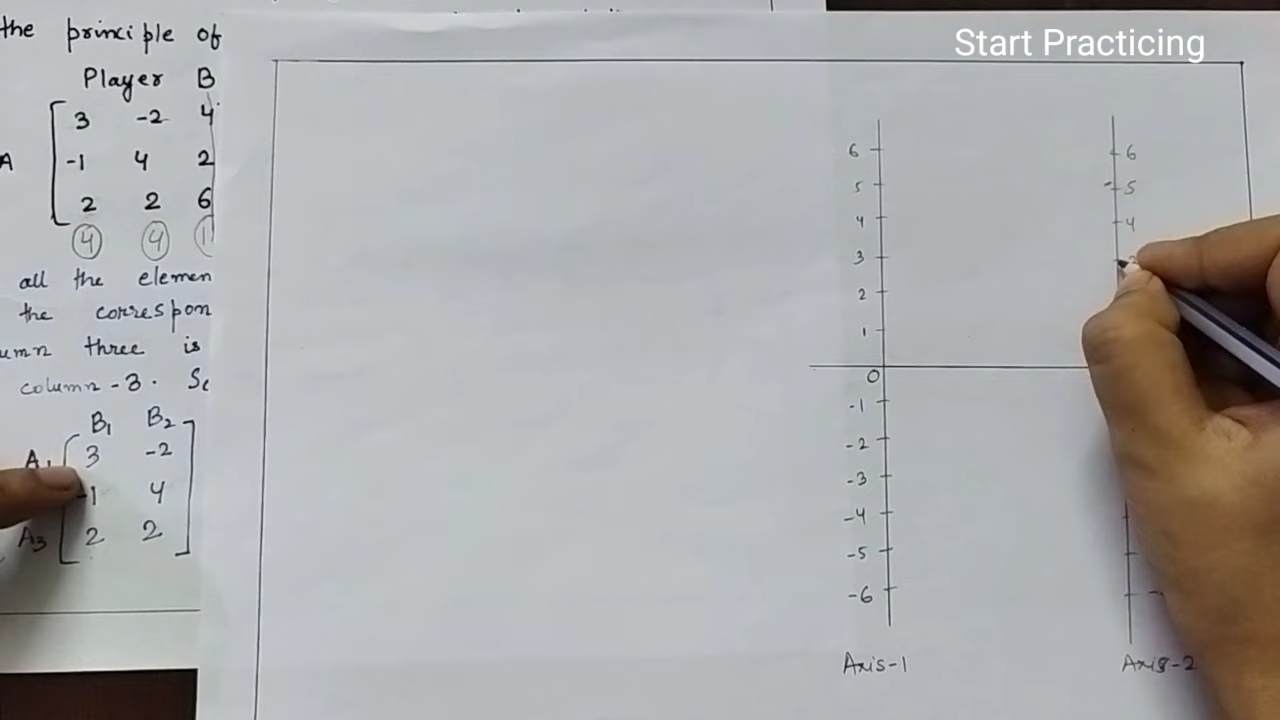 Start Practicing
the principle of
Player B
3 -2 4
A -1 4 2
2 2 6
4 4 1
all the elemen
the correspon
umn three is
column-3.
B1 B2
A1 3 -2
-1 4
A3 2 2
6
5
4
3
2
1
0
-1
-2
-3
-4
-5
-6
Axis-1
6
5
4
3
Axis-2